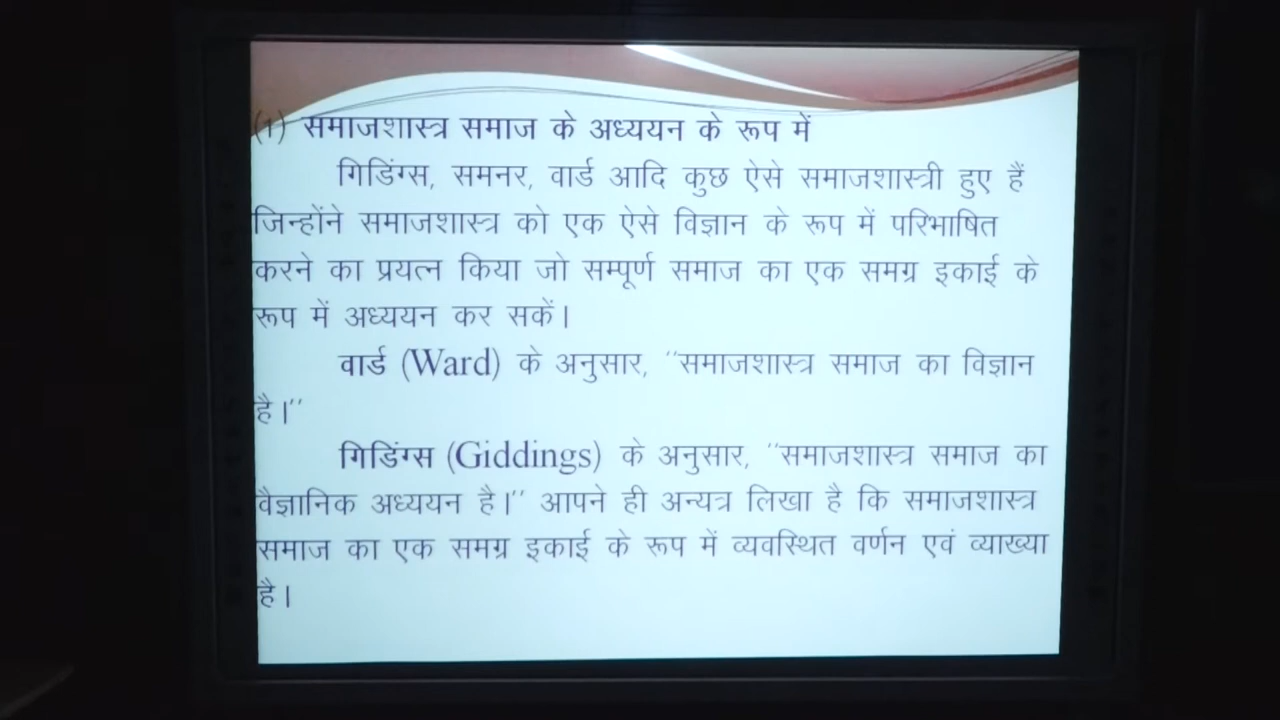 (1) समाजशास्त्र समाज के अध्ययन के रूप में
गिडिंग्स, समनर, वार्ड आदि कुछ ऐसे समाजशास्त्री हुए हैं
जिन्होंने समाजशास्त्र को एक ऐसे विज्ञान के रूप में परिभाषित
करने का प्रयत्न किया जो सम्पूर्ण समाज का एक समग्र इकाई के
रूप में अध्ययन कर सकें।
वार्ड (Ward) के अनुसार, ‘‘समाजशास्त्र समाज का विज्ञान
है।’’
गिडिंग्स (Giddings) के अनुसार, ‘‘समाजशास्त्र समाज का
वैज्ञानिक अध्ययन है।’’ आपने ही अन्यत्र लिखा है कि समाजशास्त्र
समाज का एक समग्र इकाई के रूप में व्यवस्थित वर्णन एवं व्याख्या
है।